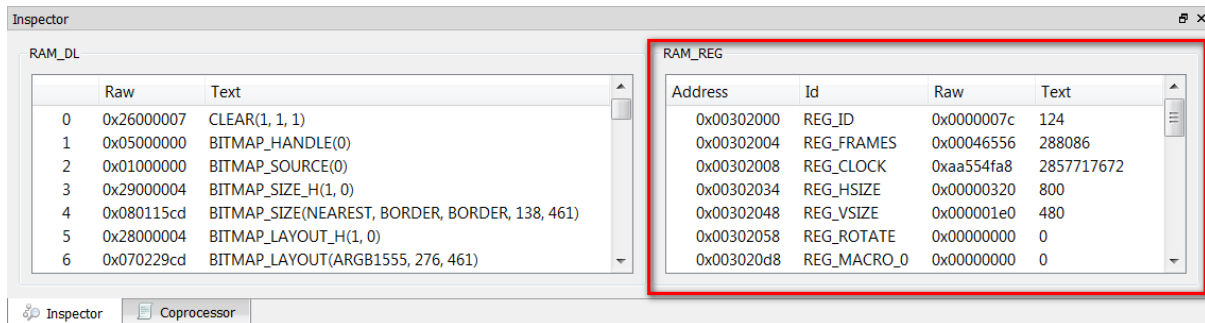 Inspector
RAM_DL
Raw Text
0 0x26000007 CLEAR(1, 1, 1)
1 0x05000000 BITMAP_HANDLE(0)
2 0x01000000 BITMAP_SOURCE(0)
3 0x29000004 BITMAP_SIZE_H(1, 0)
4 0x080115cd BITMAP_SIZE(NEAREST, BORDER, BORDER, 138, 461)
5 0x28000004 BITMAP_LAYOUT_H(1, 0)
6 0x070229cd BITMAP_LAYOUT(ARGB1555, 276, 461)
RAM_REG
Address Id Raw Text
0x00302000 REG_ID 0x0000007c 124
0x00302004 REG_FRAMES 0x00046556 288086
0x00302008 REG_CLOCK 0xaa554fa8 2857717672
0x00302034 REG_HSIZE 0x00000320 800
0x00302048 REG_VSIZE 0x000001e0 480
0x00302058 REG_ROTATE 0x00000000 0
0x003020d8 REG_MACRO_0 0x00000000 0
Inspector Coprocessor